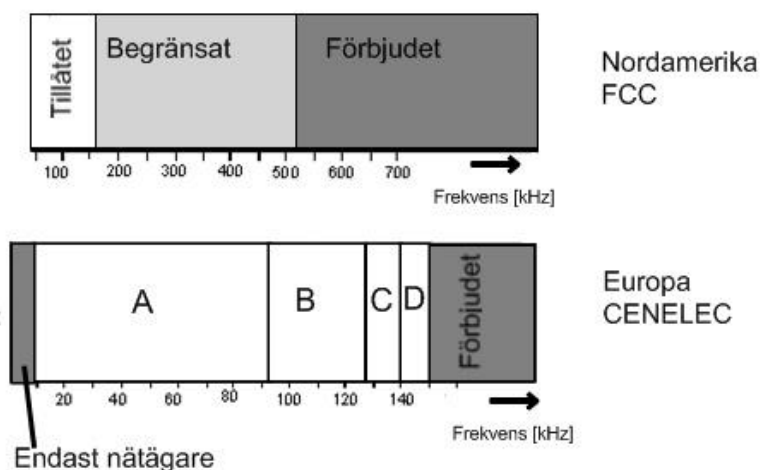 Tillåtet
Begränsat
Förbjudet
Nordamerika
FCC
100 200 300 400 500 600 700
Frekvens [kHz]
A
B
C
D
Förbjudet
Europa
CENELEC
20 40 60 80 100 120 140
Frekvens [kHz]
Endast nätägare